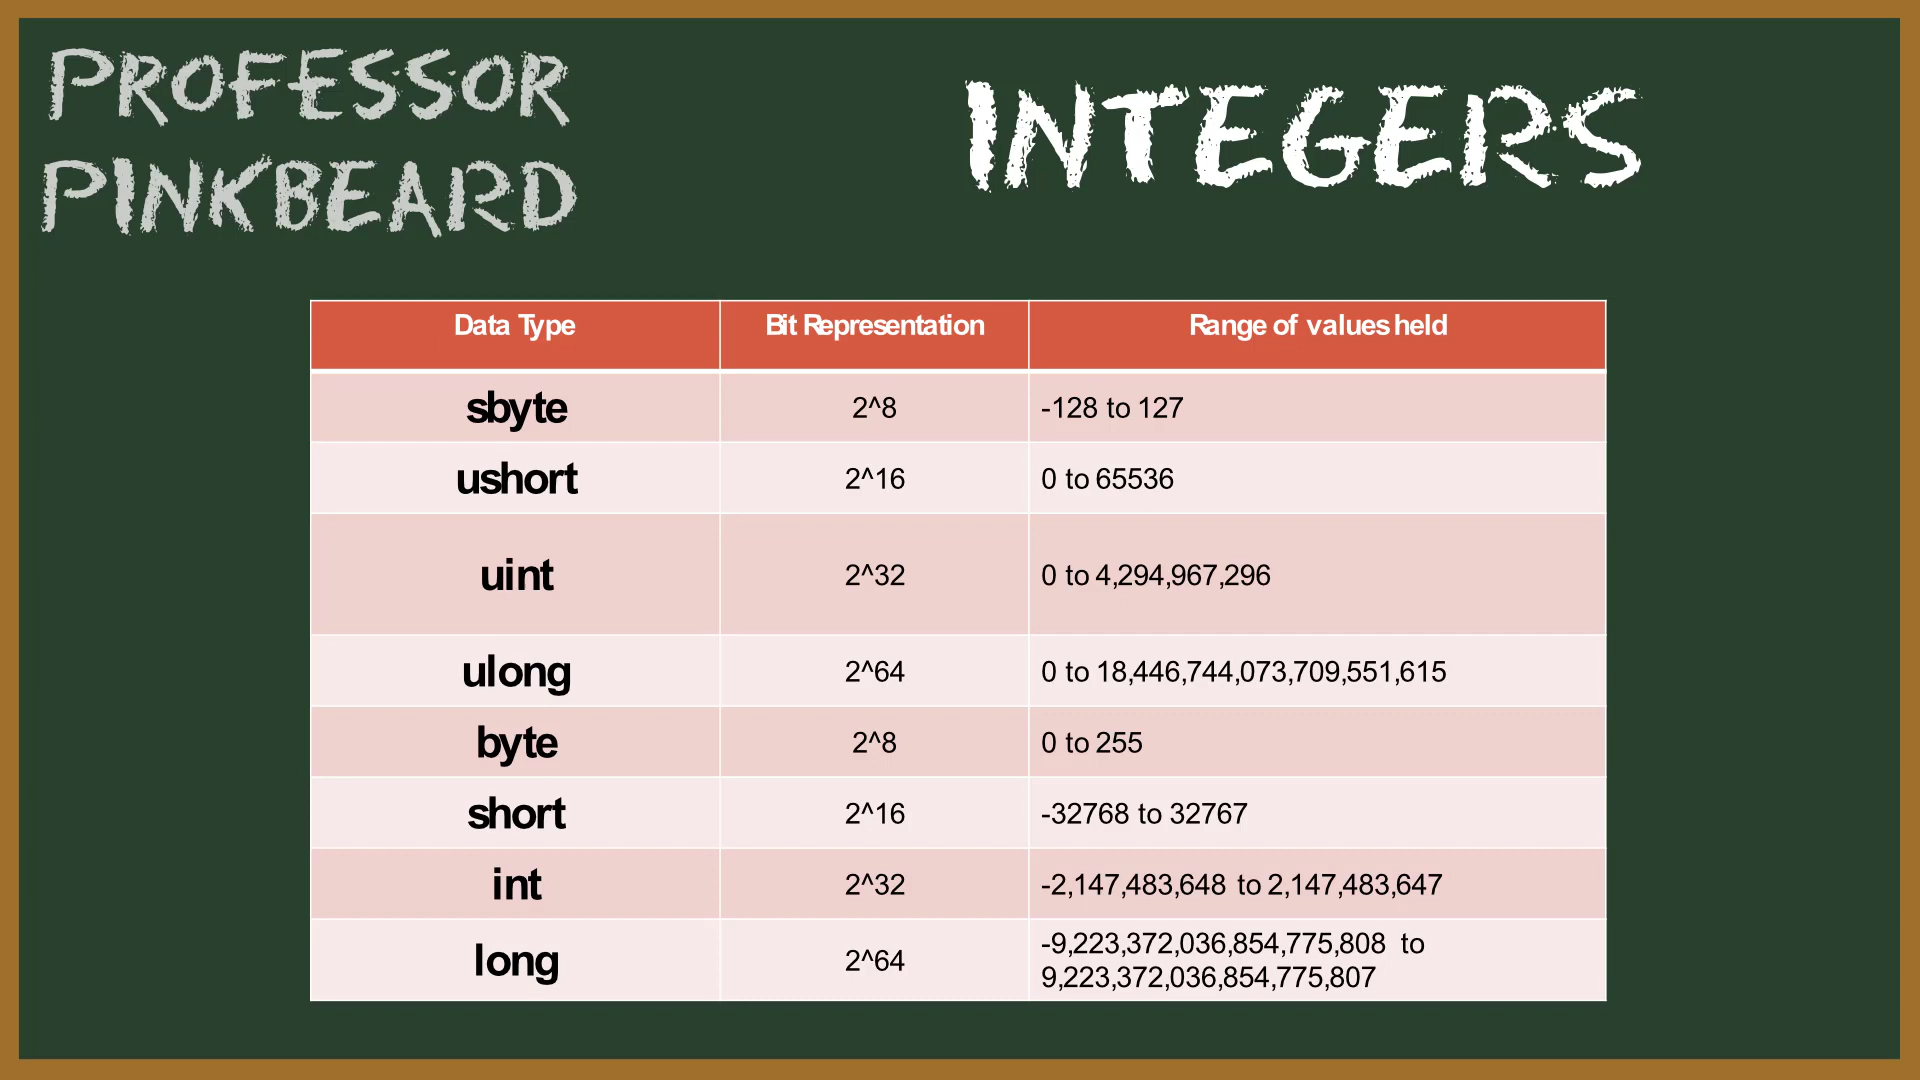 PROFESSOR
PINKBEARD
INTEGERS
Data Type Bit Representation Range of values held
sbyte 2^8 -128 to 127
ushort 2^16 0 to 65536
uint 2^32 0 to 4,294,967,296
ulong 2^64 0 to 18,446,744,073,709,551,615
byte 2^8 0 to 255
short 2^16 -32768 to 32767
int 2^32 -2,147,483,648 to 2,147,483,647
long 2^64 -9,223,372,036,854,775,808 to
9,223,372,036,854,775,807